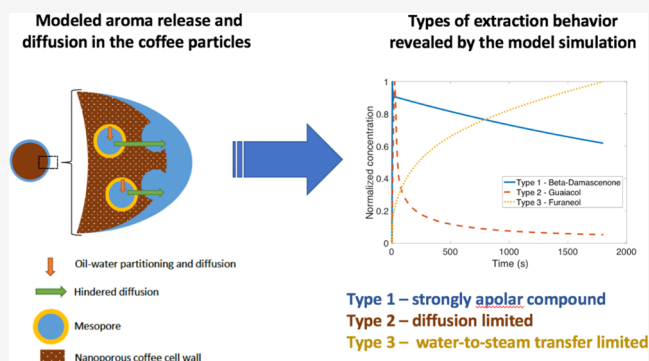 Modeled aroma release and
diffusion in the coffee particles
Types of extraction behavior
revealed by the model simulation
Normalized concentration
1
0.8
0.6
0.4
0.2
0
0
500
1000
1500
2000
Time (s)
Type 1 - Beta-Damascenone
Type 2 - Guaiacol
Type 3 - Furaneol
Oil-water partitioning and diffusion
Hindered diffusion
Mesopore
Nanoporous coffee cell wall
Type 1 – strongly apolar compound
Type 2 – diffusion limited
Type 3 –  water-to-steam transfer limited